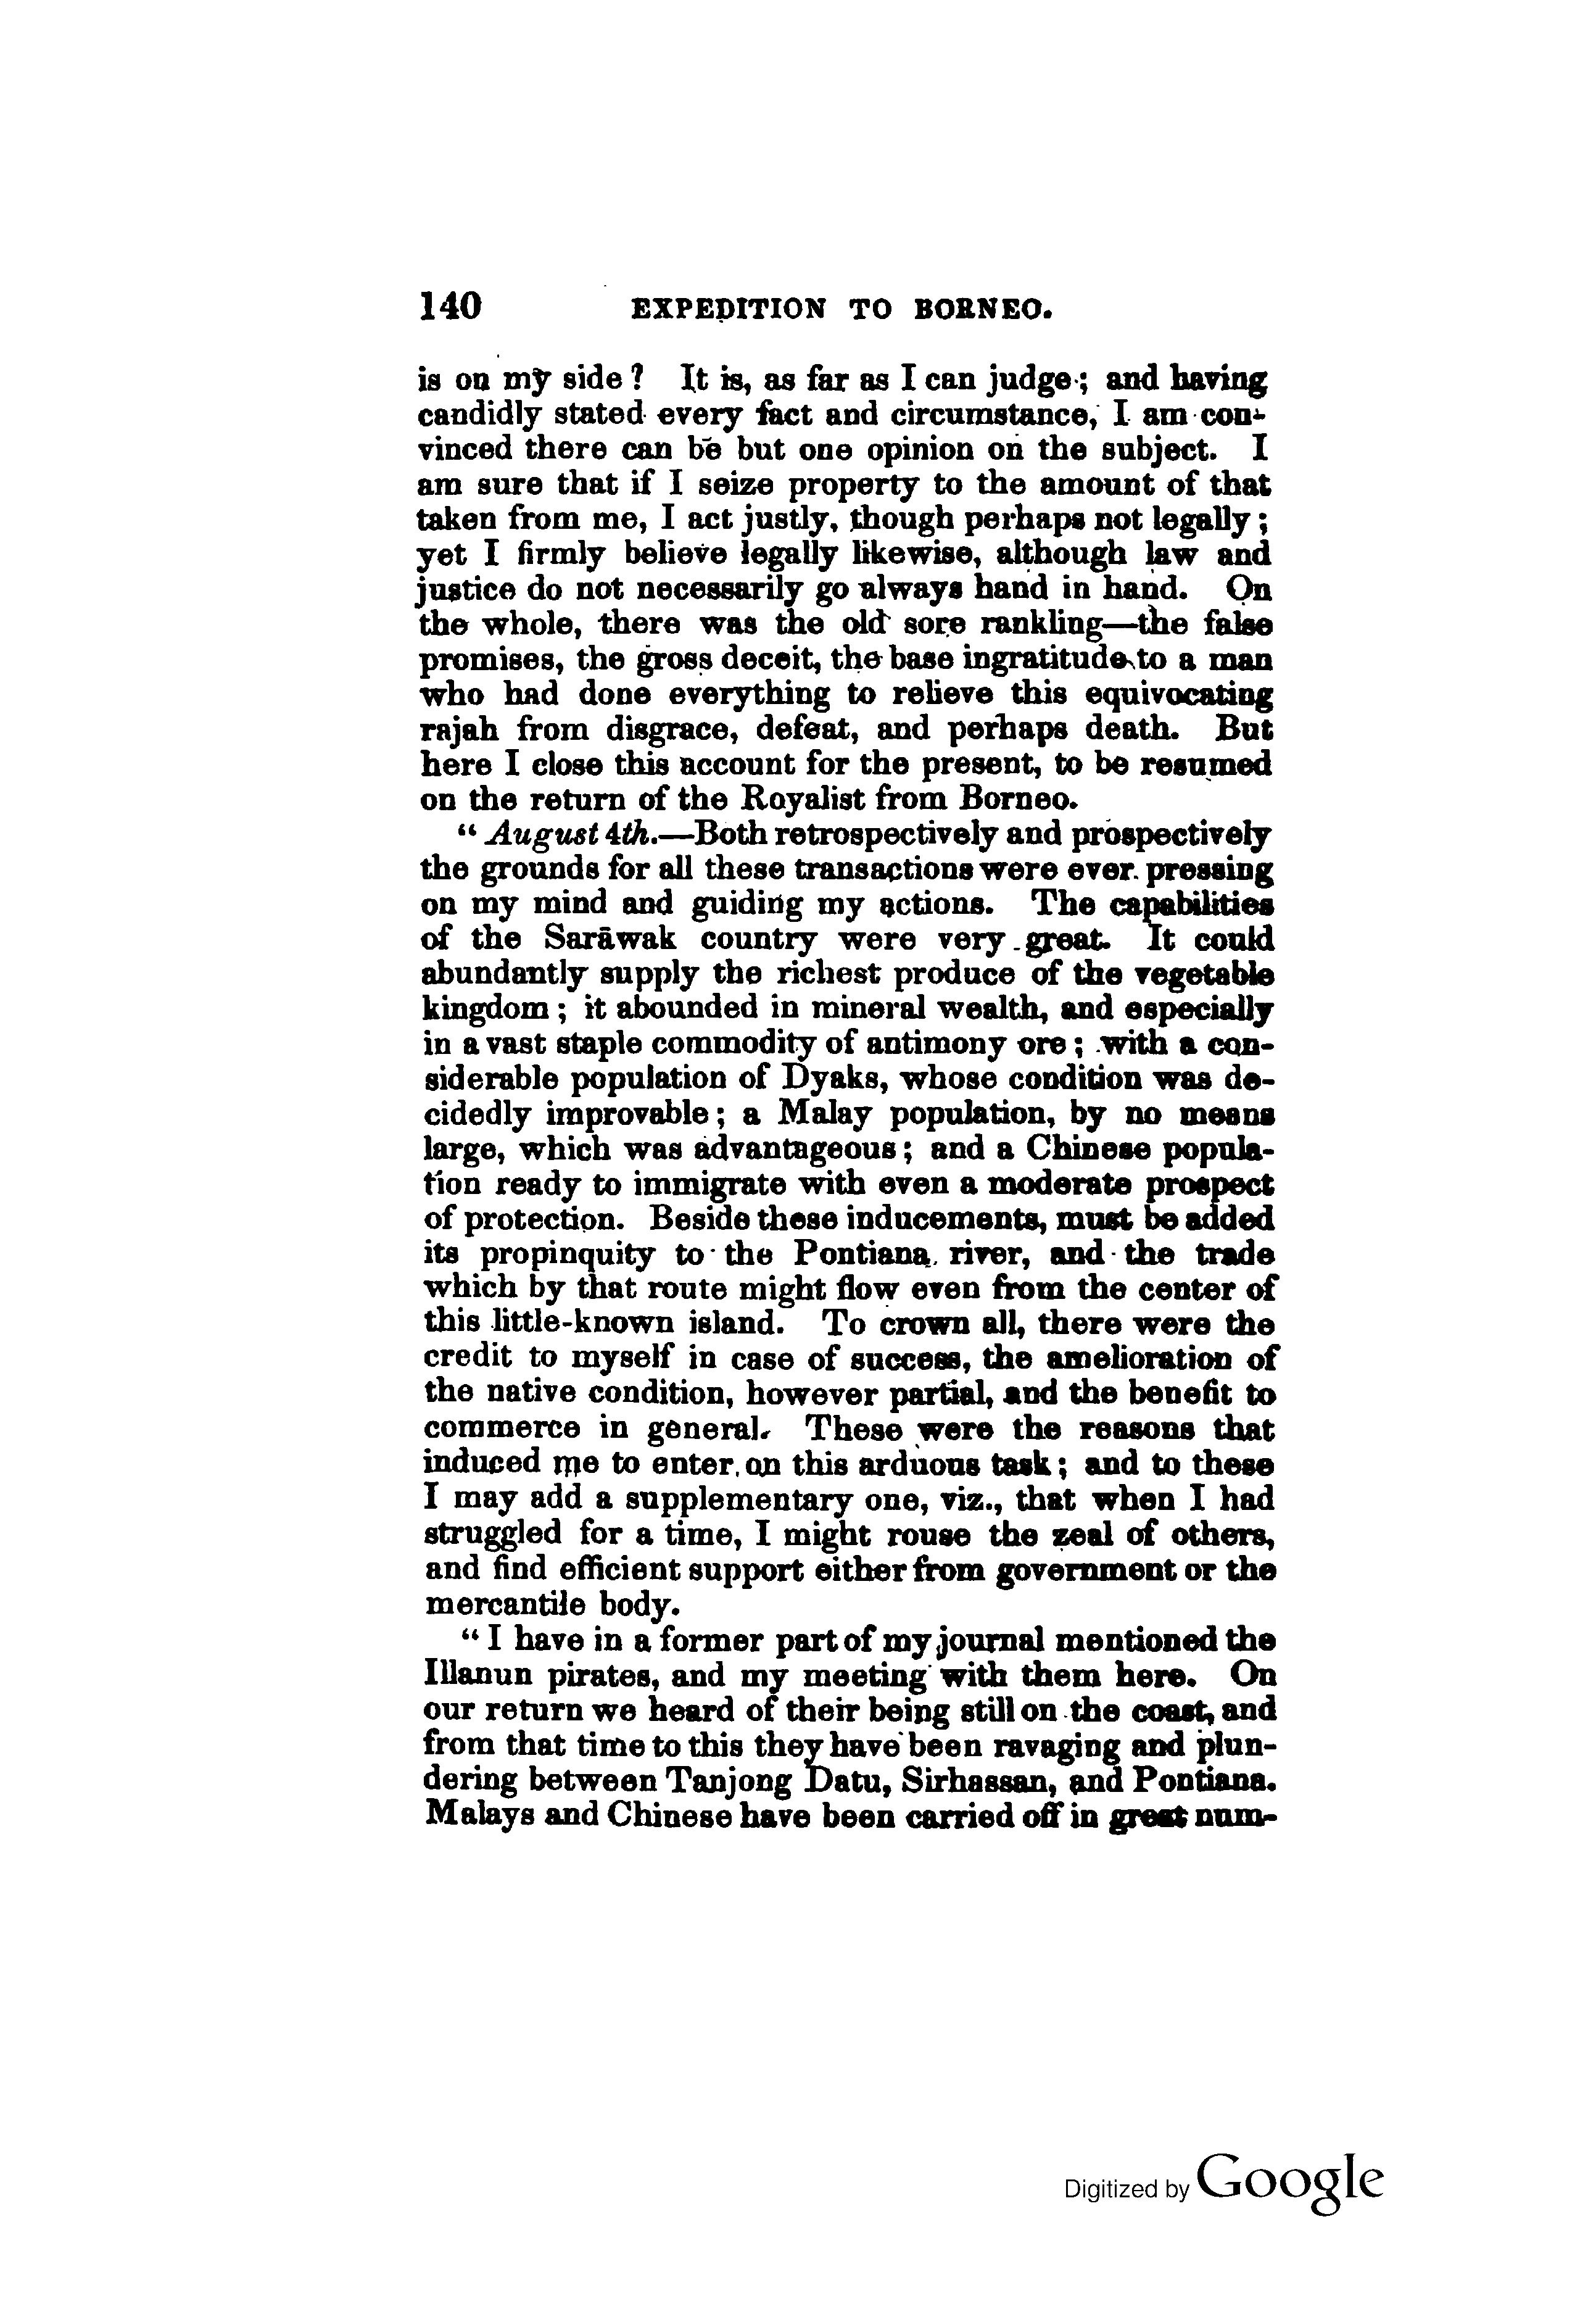 140 EXPEDITION TO BORNEO.
is on my side? It is, as far as I can judge; and having
candidly stated every fact and circumstance, I am con-
vinced there can be but one opinion on the subject. I
am sure that if I seize property to the amount of that
taken from me, I act justly, though perhaps not legally;
yet I firmly believe legally likewise, although law and
justice do not necessarily go always hand in hand. On
the whole, there was the old sore rankling—the false
promises, the gross deceit, the base ingratitude to a man
who had done everything to relieve this equivocating
rajah from disgrace, defeat, and perhaps death. But
here I close this account for the present, to be resumed
on the return of the Royalist from Borneo.
“August 4th.—Both retrospectively and prospectively
the grounds for all these transactions were ever pressing
on my mind and guiding my actions. The capabilities
of the Sarāwak country were very great. It could
abundantly supply the richest produce of the vegetable
kingdom; it abounded in mineral wealth, and especially
in a vast staple commodity of antimony ore; with a con-
siderable population of Dyaks, whose condition was de-
cidedly improvable; a Malay population, by no means
large, which was advantageous; and a Chinese popula-
tion ready to immigrate with even a moderate prospect
of protection. Beside these inducements, must be added
its propinquity to the Pontiana river, and the trade
which by that route might flow even from the center of
this little-known island. To crown all, there were the
credit to myself in case of success, the amelioration of
the native condition, however partial, and the benefit to
commerce in general. These were the reasons that
induced me to enter on this arduous task; and to these
I may add a supplementary one, viz., that when I had
struggled for a time, I might rouse the zeal of others,
and find efficient support either from government or the
mercantile body.
“I have in a former part of my journal mentioned the
Illanun pirates, and my meeting with them here. On
our return we heard of their being still on the coast, and
from that time to this they have been ravaging and plun-
dering between Tanjong Datu, Sirhassan, and Pontiana.
Malays and Chinese have been carried off in great num-
Digitized by Google